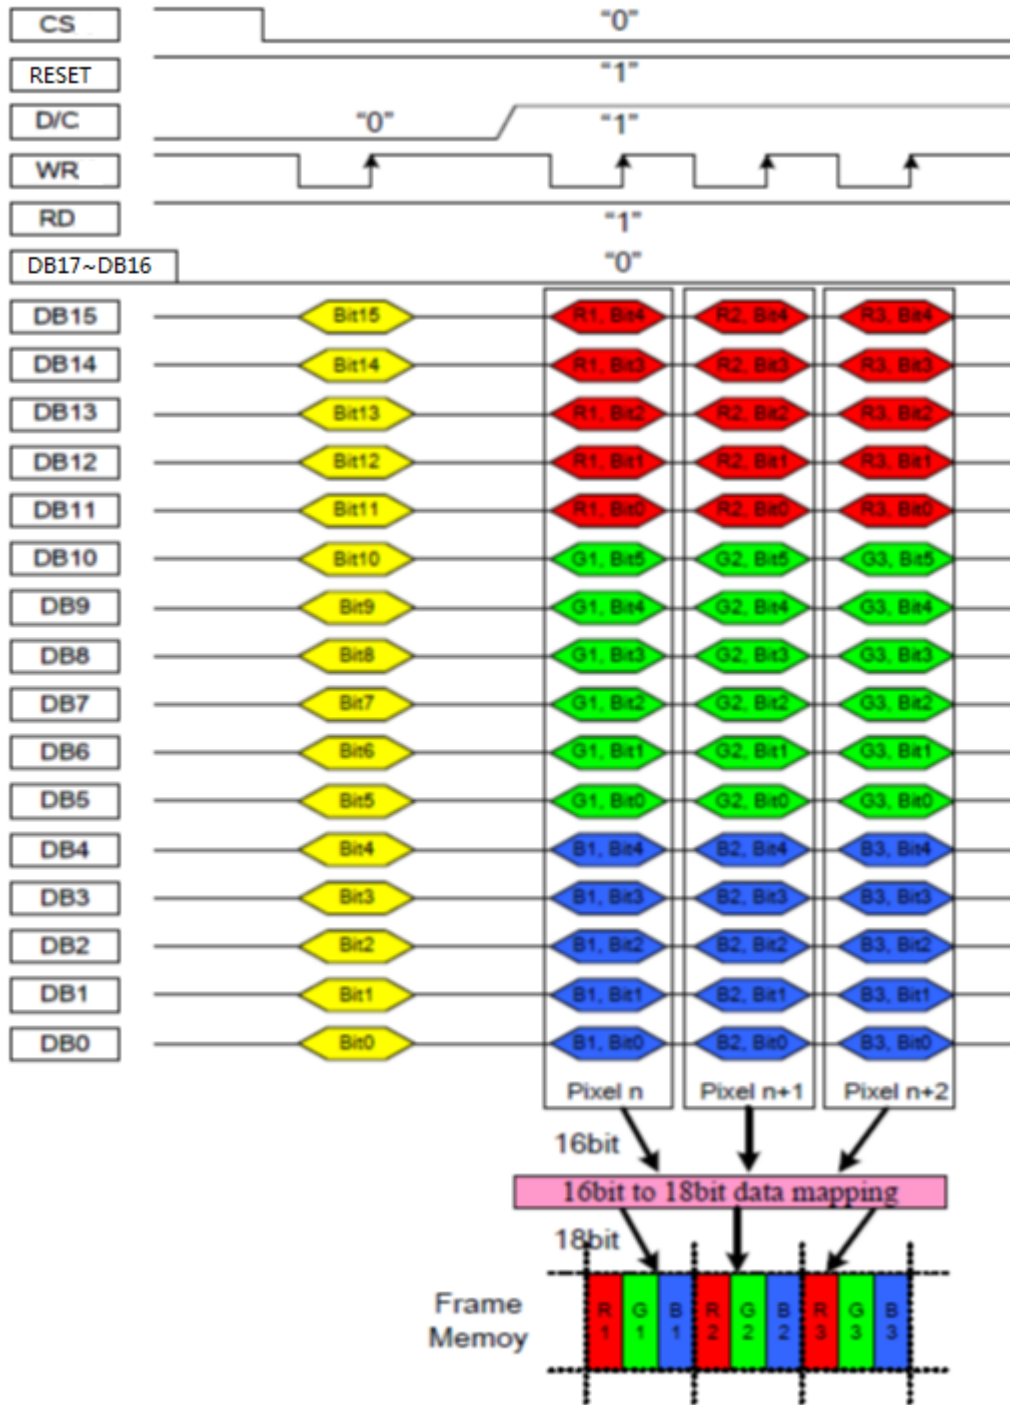 CS “0”
RESET “1”
D/C “0” “1”
WR
RD “1”
DB17~DB16 “0”
DB15 Bit15 R1, Bit4 R2, Bit4 R3, Bit4
DB14 Bit14 R1, Bit3 R2, Bit3 R3, Bit3
DB13 Bit13 R1, Bit2 R2, Bit2 R3, Bit2
DB12 Bit12 R1, Bit1 R2, Bit1 R3, Bit1
DB11 Bit11 R1, Bit0 R2, Bit0 R3, Bit0
DB10 Bit10 G1, Bit5 G2, Bit5 G3, Bit5
DB9 Bit9 G1, Bit4 G2, Bit4 G3, Bit4
DB8 Bit8 G1, Bit3 G2, Bit3 G3, Bit3
DB7 Bit7 G1, Bit2 G2, Bit2 G3, Bit2
DB6 Bit6 G1, Bit1 G2, Bit1 G3, Bit1
DB5 Bit5 G1, Bit0 G2, Bit0 G3, Bit0
DB4 Bit4 B1, Bit4 B2, Bit4 B3, Bit4
DB3 Bit3 B1, Bit3 B2, Bit3 B3, Bit3
DB2 Bit2 B1, Bit2 B2, Bit2 B3, Bit2
DB1 Bit1 B1, Bit1 B2, Bit1 B3, Bit1
DB0 Bit0 B1, Bit0 B2, Bit0 B3, Bit0
Pixel n Pixel n+1 Pixel n+2
16bit
16bit to 18bit data mapping
18bit
Frame
Memoy
R G B R G B R G B
1 1 1 2 2 2 3 3 3